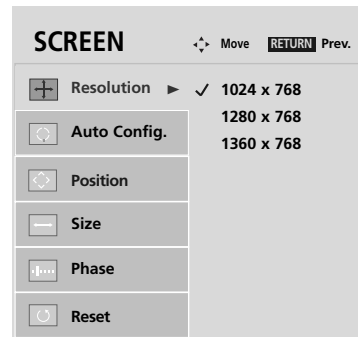 SCREEN Move RETURN Prev.
Resolution ► ✓ 1024 x 768
1280 x 768
1360 x 768
Auto Config.
Position
Size
Phase
Reset